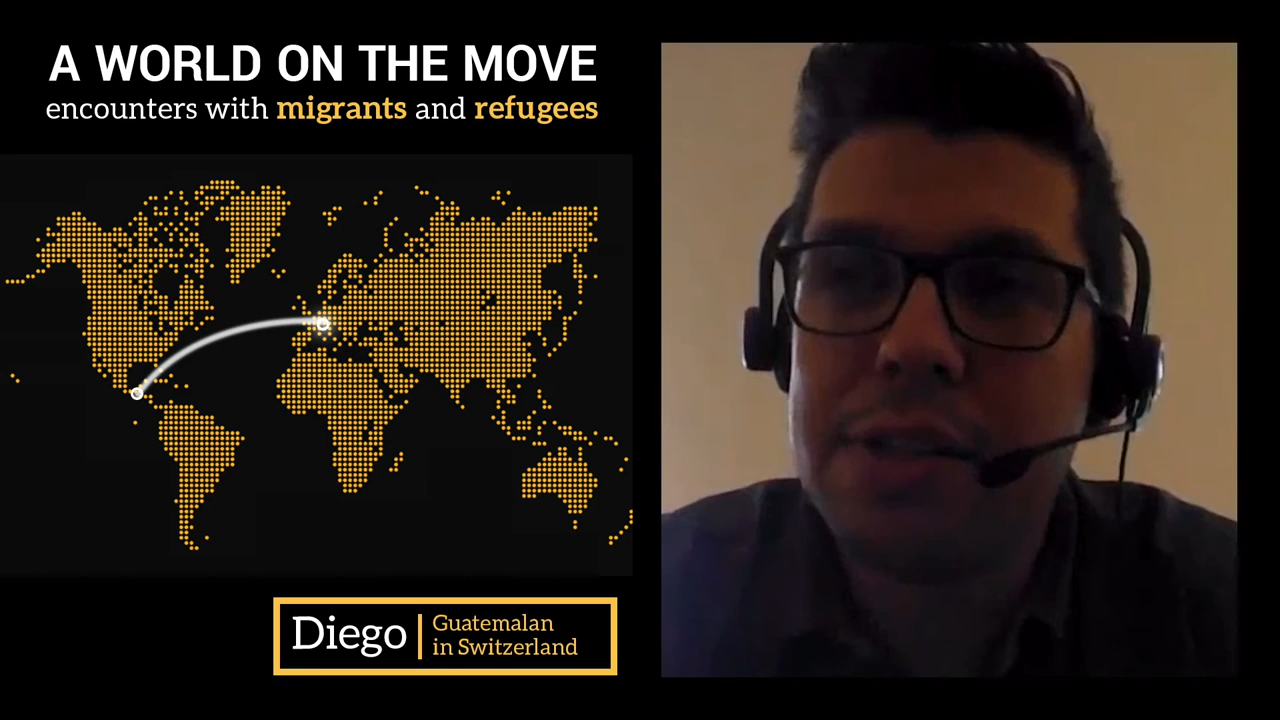 A WORLD ON THE MOVE
encounters with migrants and refugees
Diego
Guatemalan
in Switzerland